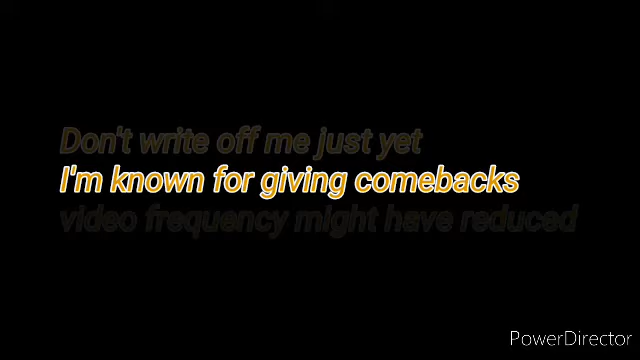 Don't write off me just yet
I'm known for giving comebacks
video frequency might have reduced
PowerDirector